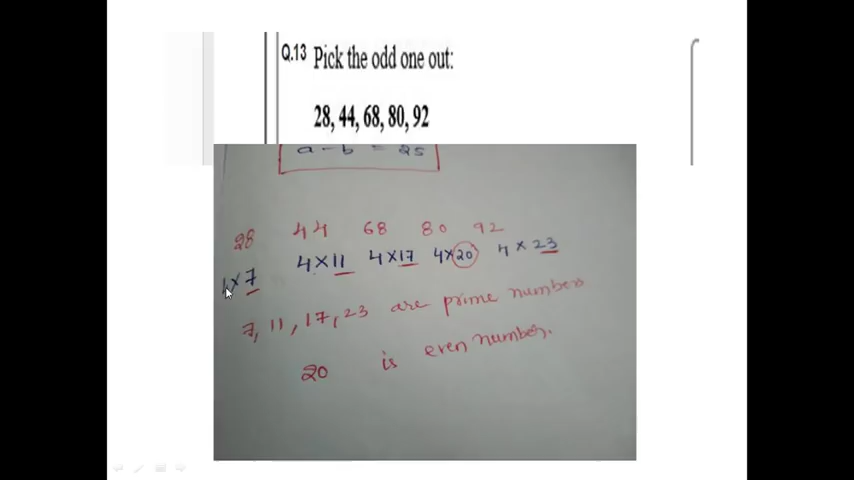 Q.13 Pick the odd one out:
28, 44, 68, 80, 92
a - b = 25
28 44 68 80 92
4×7 4×11 4×17 4×20 4×23
7, 11, 17, 23 are prime numbers
20 is even number.